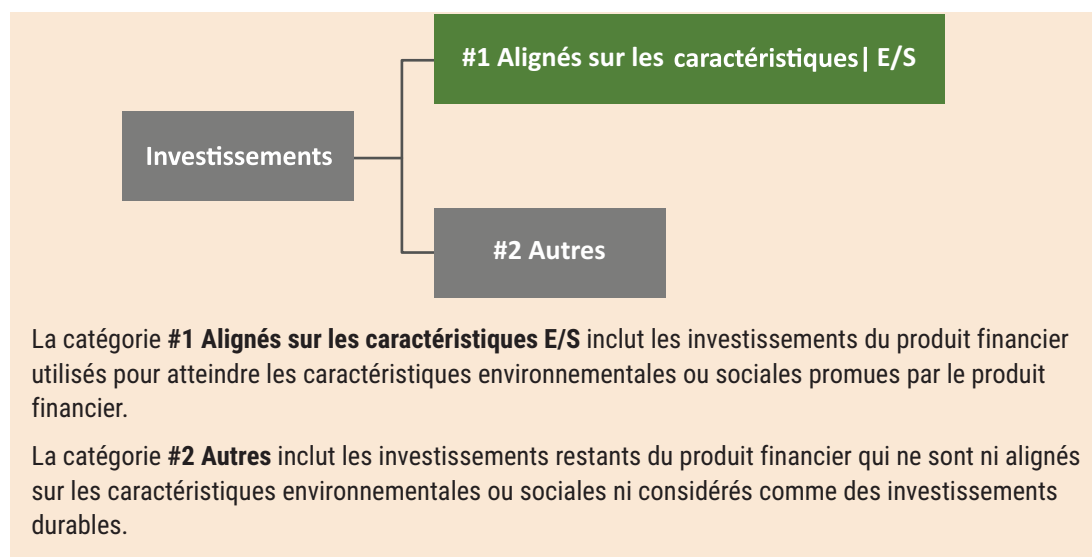 #1 Alignés sur les caractéristiques| E/S
Investissements
#2 Autres
La catégorie #1 Alignés sur les caractéristiques E/S inclut les investissements du produit financier
utilisés pour atteindre les caractéristiques environnementales ou sociales promues par le produit
financier.
La catégorie #2 Autres inclut les investissements restants du produit financier qui ne sont ni alignés
sur les caractéristiques environnementales ou sociales ni considérés comme des investissements
durables.